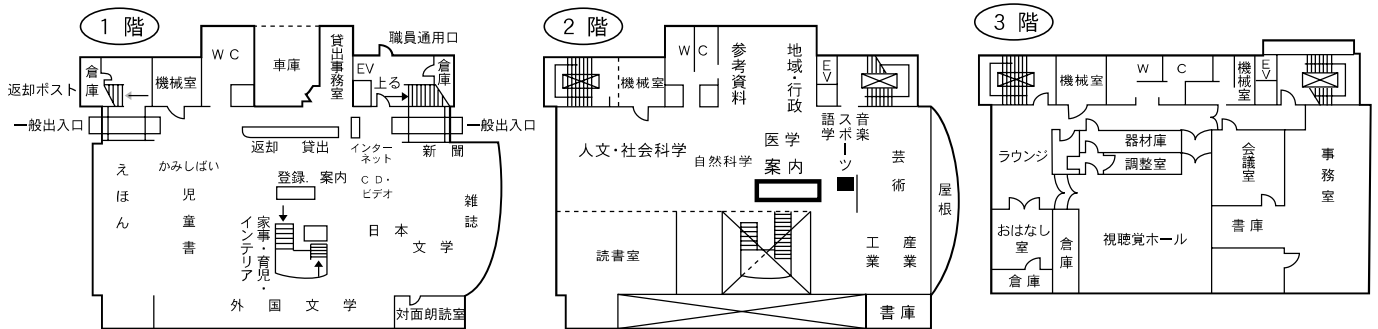 1階
職員通用口
WC
車庫
貸出事務室
EV
上る
倉庫
倉庫
機械室
返却ポスト
一般出入口
一般出入口
返却
貸出
インターネット
新聞
えほん
かみしばい
児童書
登録、案内
CD・ビデオ
雑誌
日本文学
家事・育児・インテリア
外国文学
対面朗読室
2階
WC
参考資料
地域・行政
EV
機械室
人文・社会科学
自然科学
医学
案内
語学
音楽
スポーツ
芸術
屋根
読書室
工業
産業
書庫
3階
機械室
WC
機械室
EV
ラウンジ
器材庫
調整室
会議室
事務室
おはなし室
倉庫
倉庫
視聴覚ホール
書庫